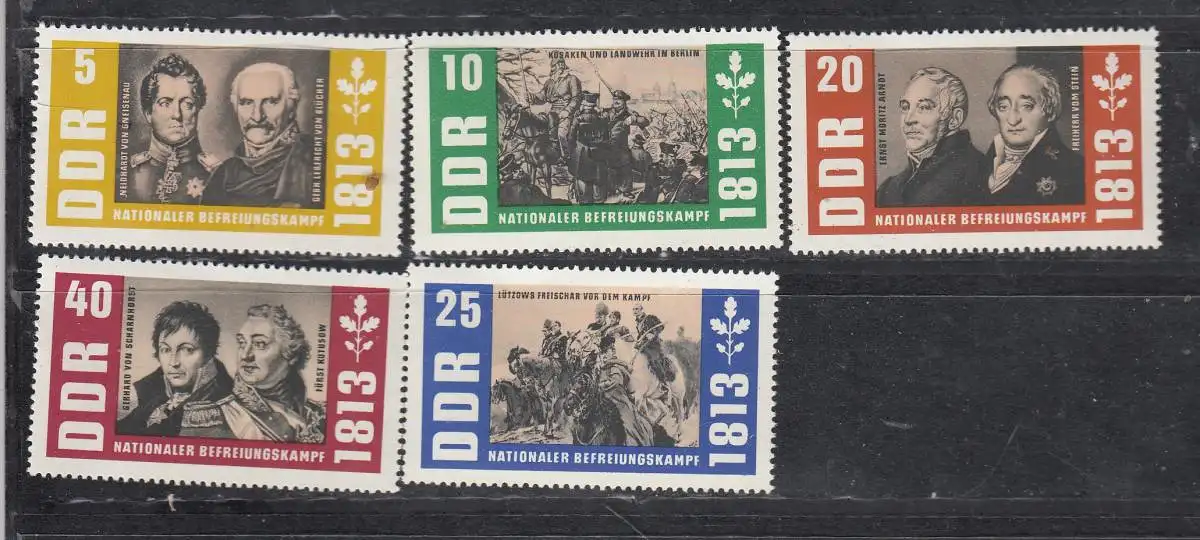 5
DDR
NEIDHARDT VON GNEISENAU
GEBH. LEBERECHT VON BLÜCHER
1813
NATIONALER BEFREIUNGSKAMPF
10
DDR
KOSAKEN UND LANDWEHR IN BERLIN
1813
NATIONALER BEFREIUNGSKAMPF
20
DDR
ERNST MORITZ ARNDT
FREIHERR VOM STEIN
1813
NATIONALER BEFREIUNGSKAMPF
40
DDR
GERHARD VON SCHARNHORST
FÜRST KUTUSOW
1813
NATIONALER BEFREIUNGSKAMPF
25
DDR
LÜTZOWS FREISCHAR VOR DEM KAMPF
1813
NATIONALER BEFREIUNGSKAMPF